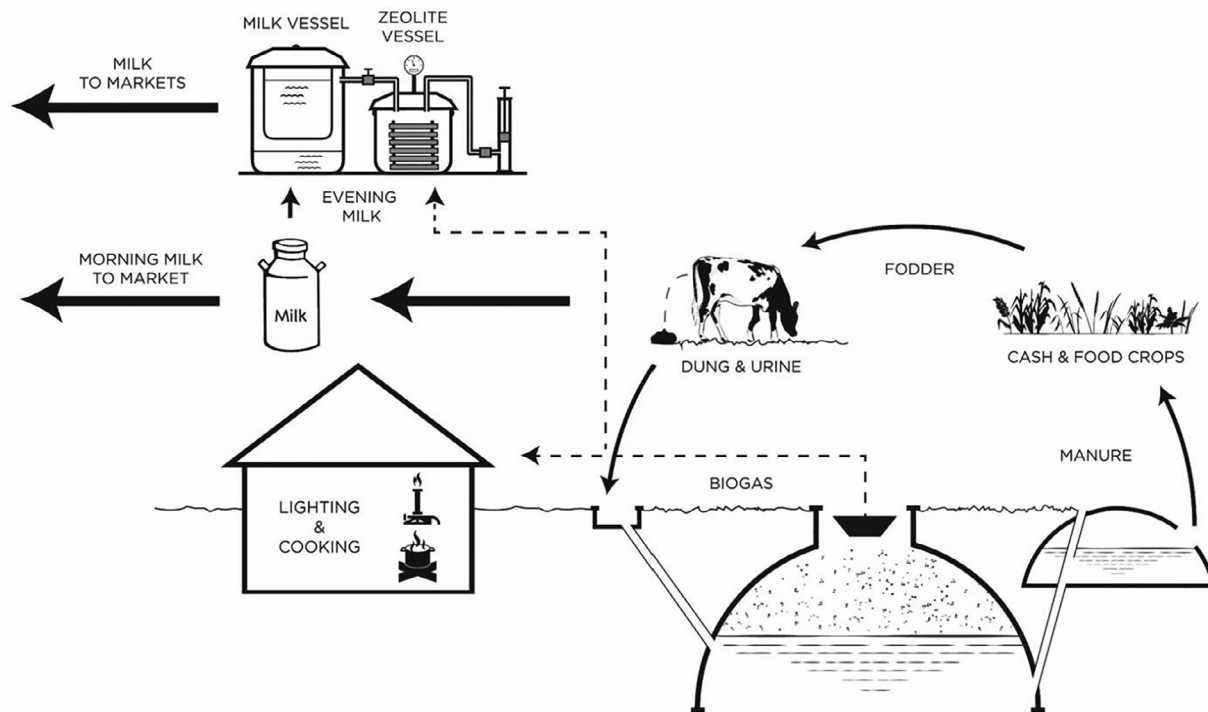 MILK VESSEL
ZEOLITE
VESSEL
MILK
TO MARKETS
EVENING
MILK
MORNING MILK
TO MARKET
Milk
FODDER
DUNG & URINE
CASH & FOOD CROPS
MANURE
BIOGAS
LIGHTING
&
COOKING